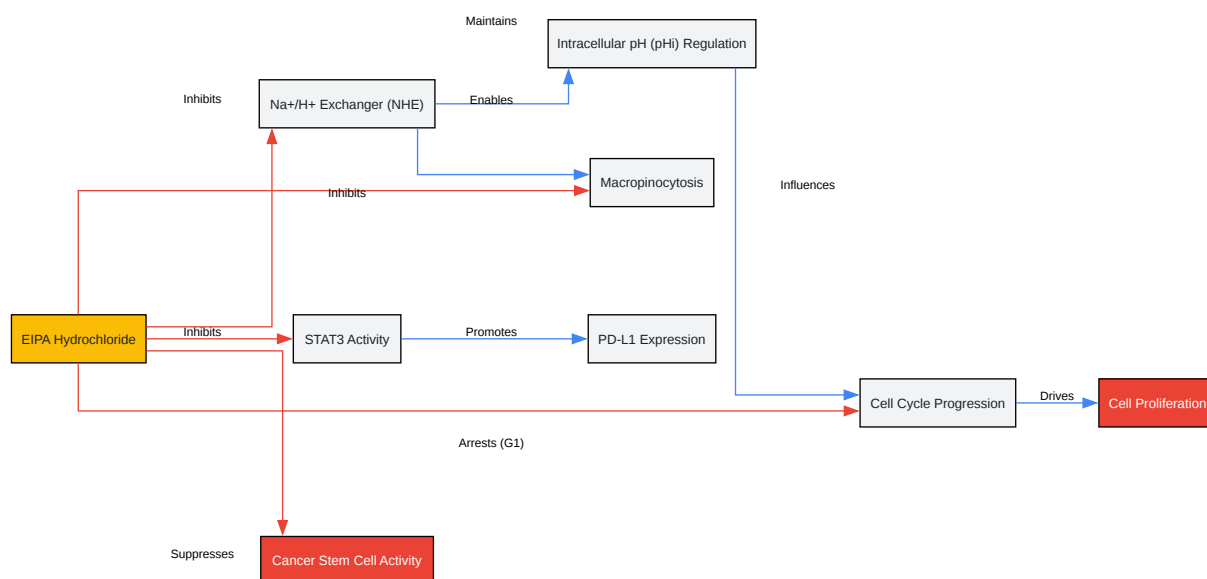 Maintains
Intracellular pH (pHi) Regulation
Inhibits
Na+/H+ Exchanger (NHE)
Enables
Macropinocytosis
Inhibits
Influences
EIPA Hydrochloride
Inhibits
STAT3 Activity
Promotes
PD-L1 Expression
Cell Cycle Progression
Drives
Cell Proliferation
Arrests (G1)
Suppresses
Cancer Stem Cell Activity